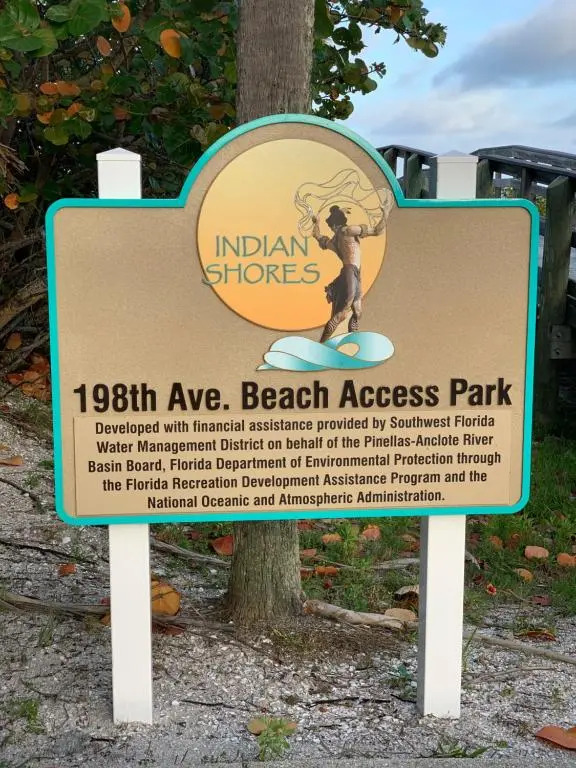 INDIAN
SHORES
198th Ave. Beach Access Park
Developed with financial assistance provided by Southwest Florida
Water Management District on behalf of the Pinellas-Anclote River
Basin Board, Florida Department of Environmental Protection through
the Florida Recreation Development Assistance Program and the
National Oceanic and Atmospheric Administration.